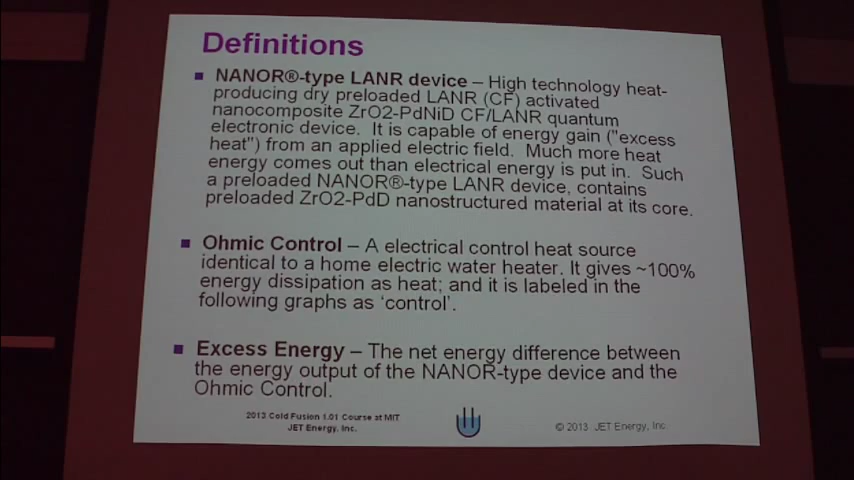 Definitions
NANOR®-type LANR device – High technology heat-
producing dry preloaded LANR (CF) activated
nanocomposite ZrO2-PdNiD CF/LANR quantum
electronic device. It is capable of energy gain ("excess
heat") from an applied electric field. Much more heat
energy comes out than electrical energy is put in. Such
a preloaded NANOR®-type LANR device, contains
preloaded ZrO2-PdD nanostructured material at its core.
Ohmic Control – A electrical control heat source
identical to a home electric water heater. It gives ~100%
energy dissipation as heat; and it is labeled in the
following graphs as ‘control’.
Excess Energy – The net energy difference between
the energy output of the NANOR-type device and the
Ohmic Control.
2013 Cold Fusion 1.01 Course at MIT
JET Energy, Inc.
© 2013 JET Energy, Inc.